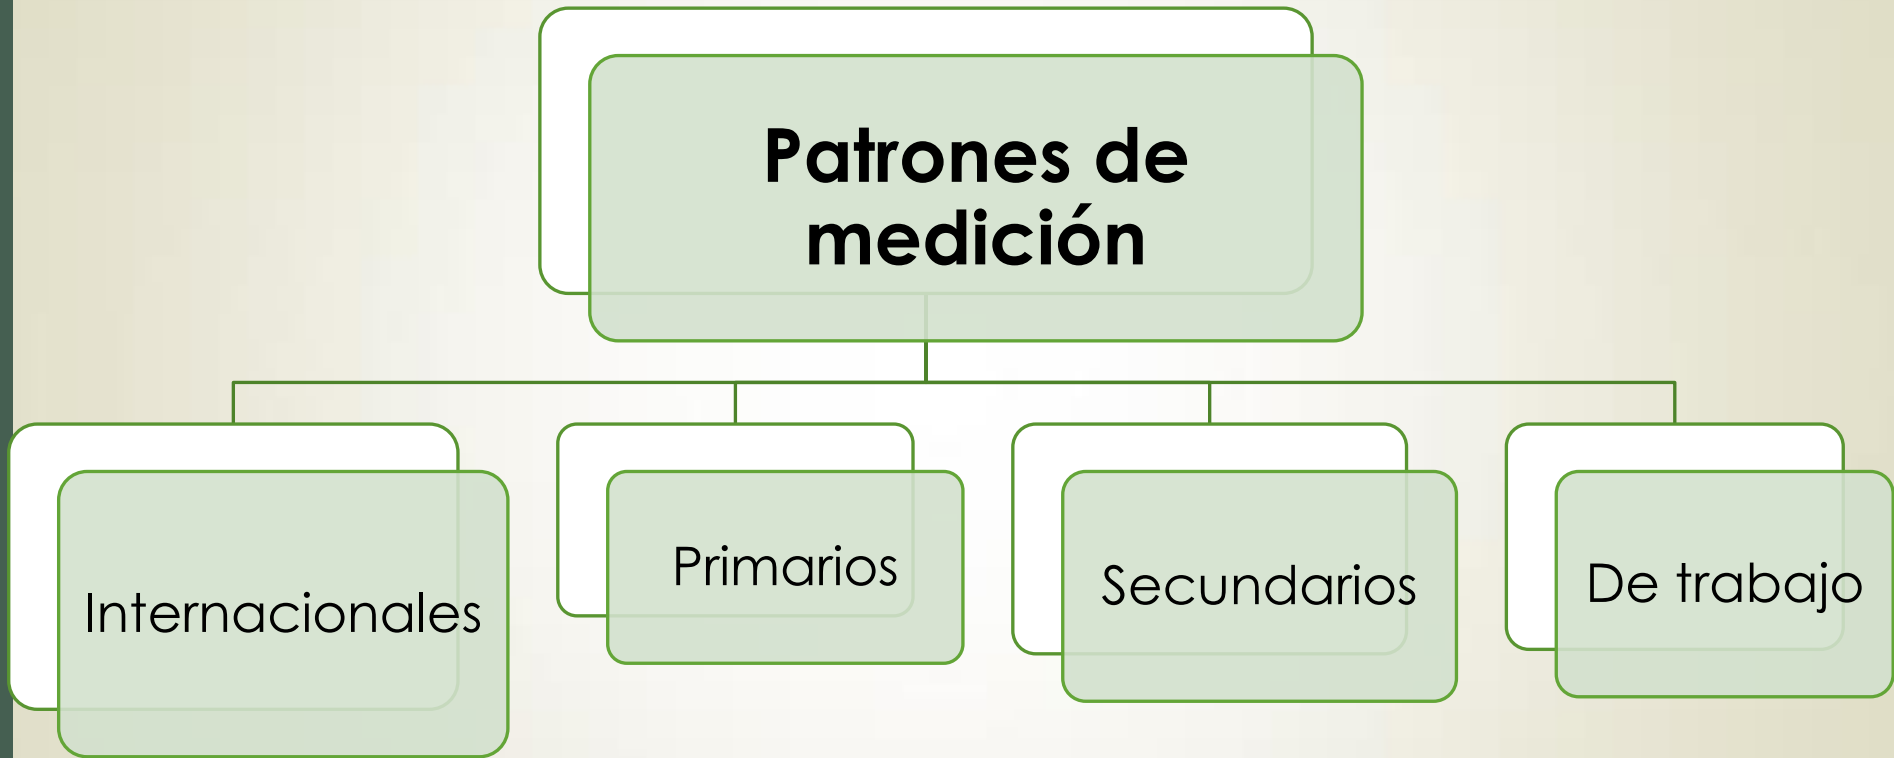 Patrones de
medición
Internacionales
Primarios
Secundarios
De trabajo